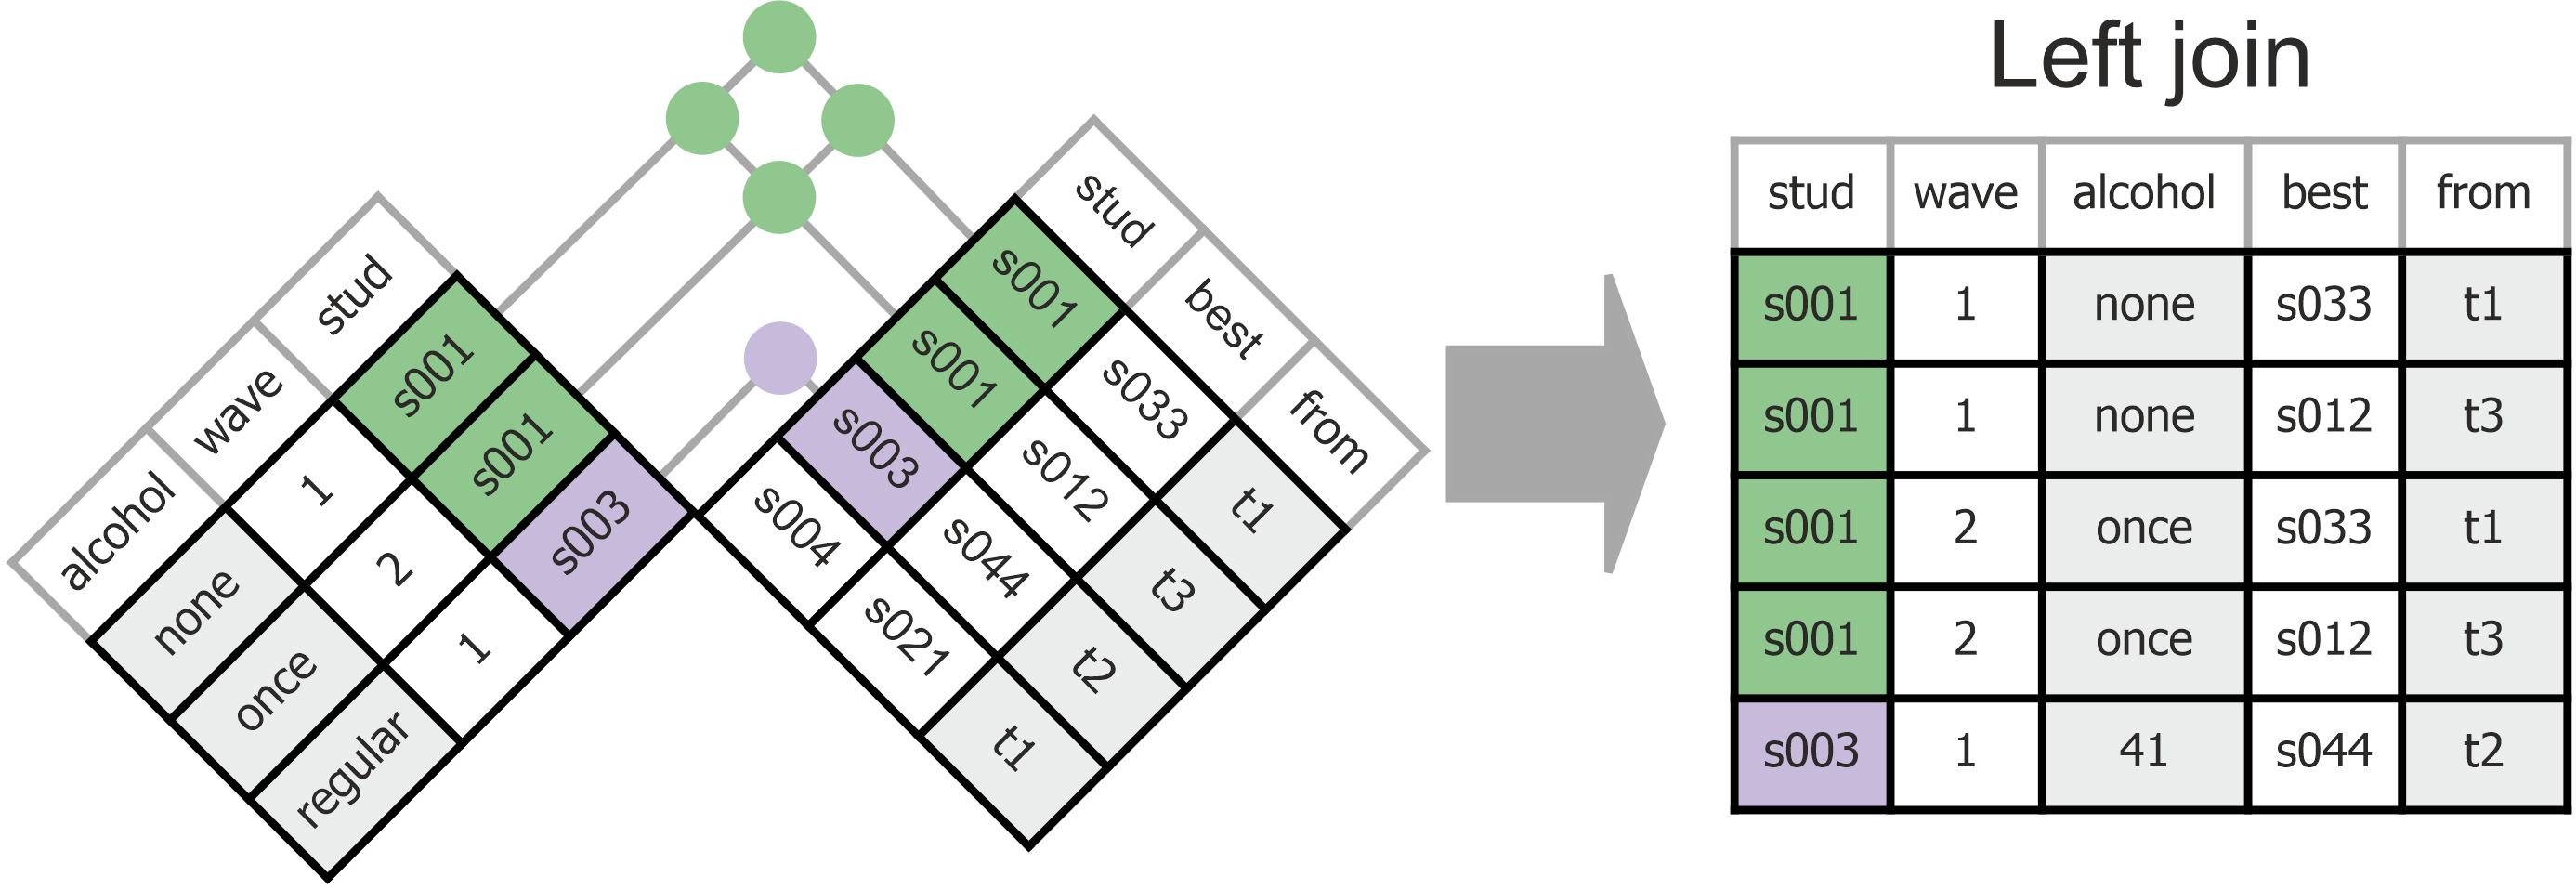 Left join
alcohol wave stud
none 1 s001
once 2 s001
regular 1 s003
stud best from
s001 s033 t1
s001 s012 t3
s003 s044 t2
s004 s021 t1
stud wave alcohol best from
s001 1 none s033 t1
s001 1 none s012 t3
s001 2 once s033 t1
s001 2 once s012 t3
s003 1 41 s044 t2